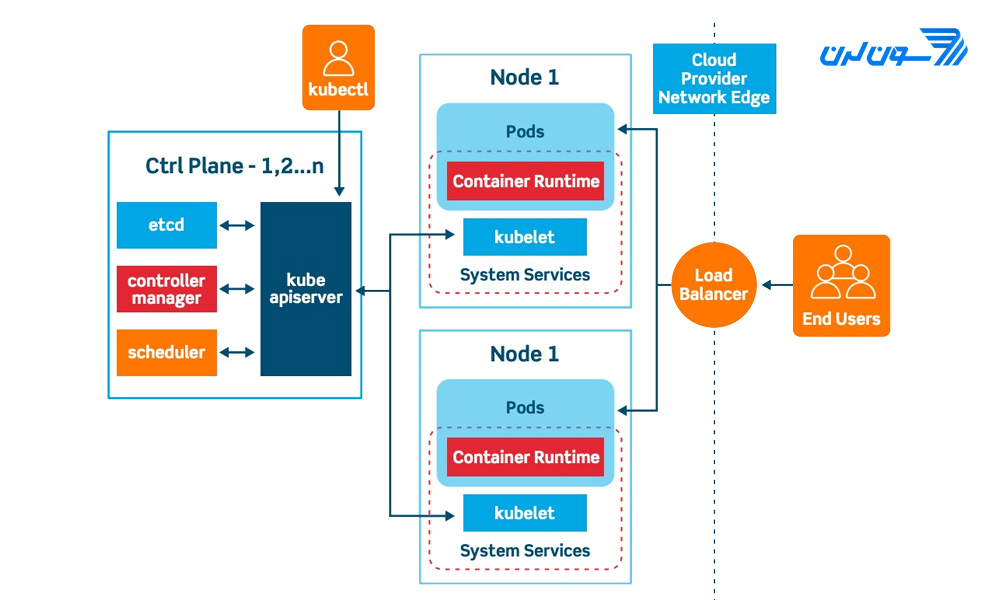 سون لرن
Cloud
Provider
Network Edge
kubectl
Ctrl Plane - 1,2...n
etcd
controller
manager
scheduler
kube
apiserver
Node 1
Pods
Container Runtime
kubelet
System Services
Node 1
Pods
Container Runtime
kubelet
System Services
Load
Balancer
End Users